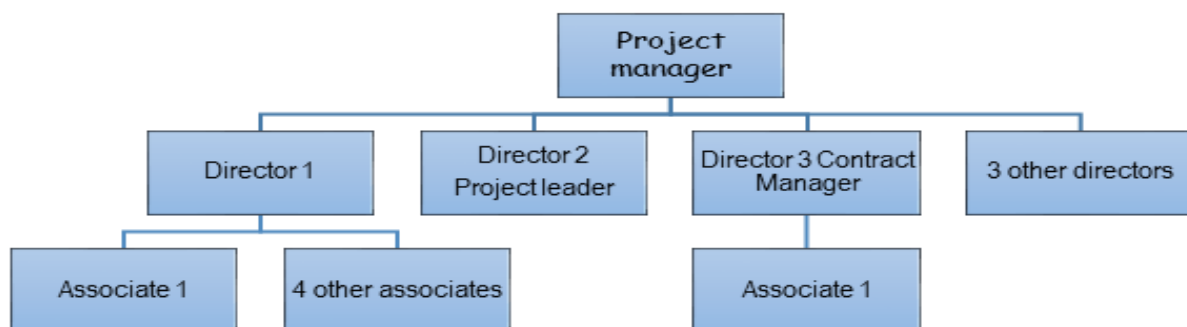 Project
manager
Director 1
Director 2
Project leader
Director 3 Contract
Manager
3 other directors
Associate 1
4 other associates
Associate 1